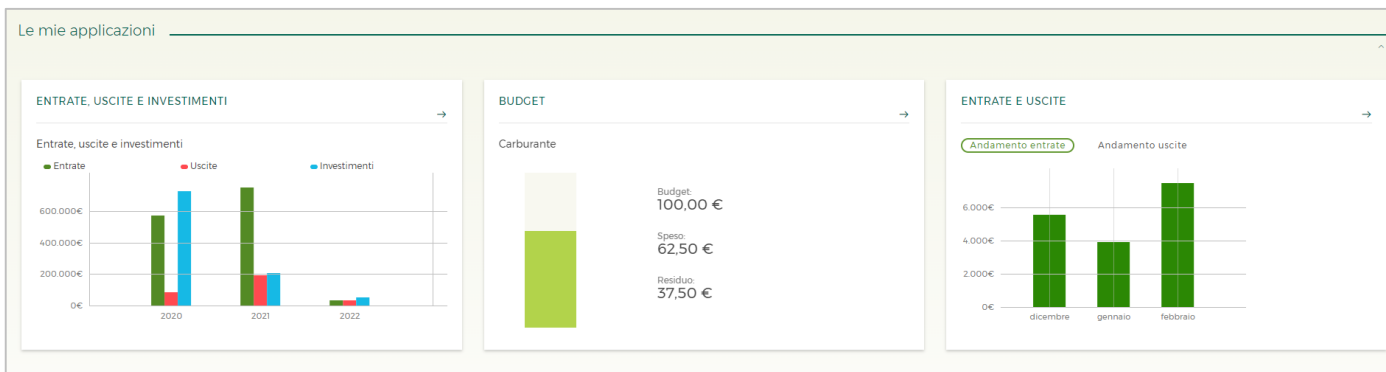 Le mie applicazioni
ENTRATE, USCITE E INVESTIMENTI
Entrate, uscite e investimenti
Entrate Uscite Investimenti
600.000€
400.000€
200.000€
0€
2020 2021 2022
BUDGET
Carburante
Budget:
100,00 €
Speso:
62,50 €
Residuo:
37,50 €
ENTRATE E USCITE
Andamento entrate Andamento uscite
6.000€
4.000€
2.000€
0€
dicembre gennaio febbraio